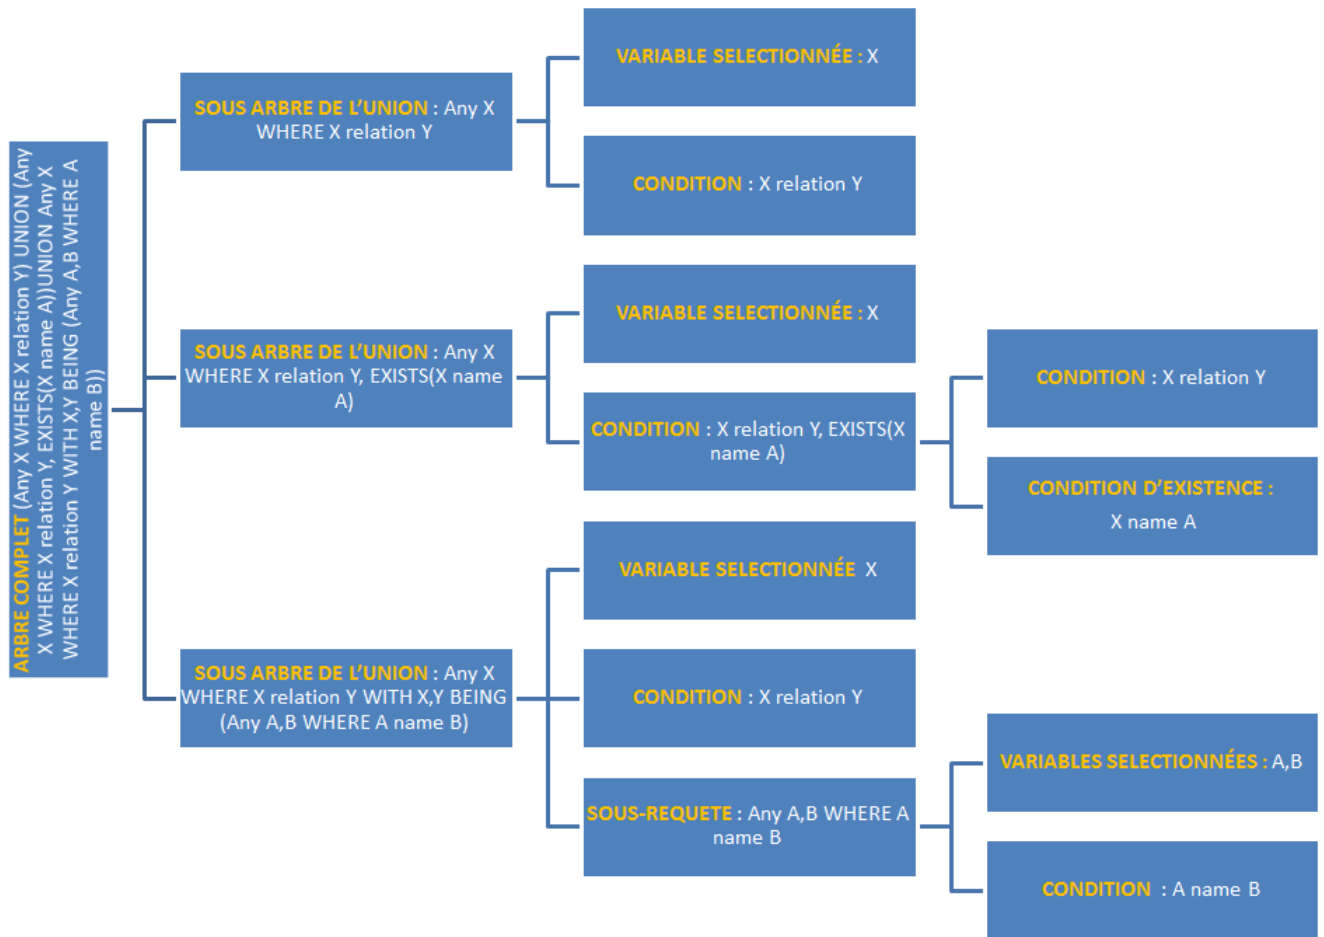 ARBRE COMPLET (Any X WHERE X relation Y) UNION (Any
X WHERE X relation Y, EXISTS(X name A))UNION Any X
WHERE X relation Y WITH X,Y BEING (Any A,B WHERE A
name B))
SOUS ARBRE DE L’UNION : Any X
WHERE X relation Y
VARIABLE SELECTIONNÉE : X
CONDITION : X relation Y
SOUS ARBRE DE L’UNION : Any X
WHERE X relation Y, EXISTS(X name
A)
VARIABLE SELECTIONNÉE : X
CONDITION : X relation Y, EXISTS(X
name A)
CONDITION : X relation Y
CONDITION D’EXISTENCE :
X name A
SOUS ARBRE DE L’UNION : Any X
WHERE X relation Y WITH X,Y BEING
(Any A,B WHERE A name B)
VARIABLE SELECTIONNÉE X
CONDITION : X relation Y
SOUS-REQUETE : Any A,B WHERE A
name B
VARIABLES SELECTIONNÉES : A,B
CONDITION : A name B